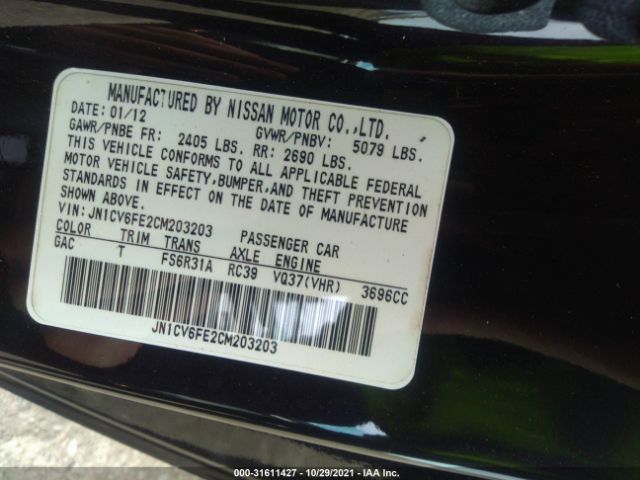 MANUFACTURED BY NISSAN MOTOR CO.,LTD.
DATE: 01/12 GVWR/PNBV: 5079 LBS.
GAWR/PNBE FR: 2405 LBS. RR: 2690 LBS.
THIS VEHICLE CONFORMS TO ALL APPLICABLE FEDERAL
MOTOR VEHICLE SAFETY,BUMPER,AND THEFT PREVENTION
STANDARDS IN EFFECT ON THE DATE OF MANUFACTURE
SHOWN ABOVE.
VIN: JN1CV6FE2CM203203 PASSENGER CAR
COLOR TRIM TRANS AXLE ENGINE
GAC T FS6R31A RC39 VQ37(VHR) 3696CC
JN1CV6FE2CM203203
000-31611427 - 10/29/2021 - IAA Inc.